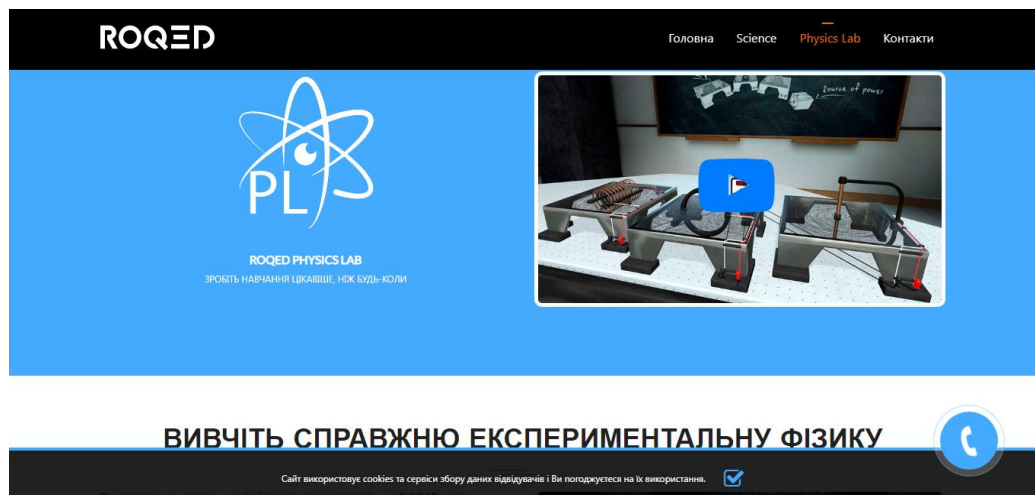 ROQED
Головна Science Physics Lab Контакти
Source of power
PL
ROQED PHYSICS LAB
ЗРОБІТЬ НАВЧАННЯ ЦІКАВІШЕ, НІЖ БУДЬ-КОЛИ
ВИВЧІТЬ СПРАВЖНЮ ЕКСПЕРИМЕНТАЛЬНУ ФІЗИКУ
Сайт використовує cookies та сервіси збору даних відвідувачів і Ви погоджуєтеся на їх використання.